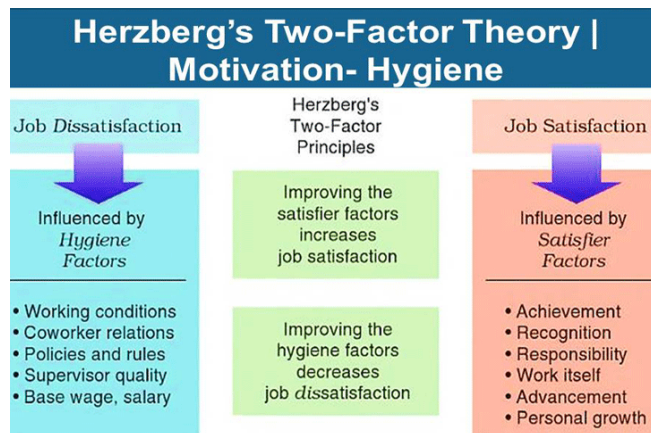 Herzberg's Two-Factor Theory |
Motivation- Hygiene
Job Dissatisfaction
Influenced by
Hygiene
Factors
• Working conditions
• Coworker relations
• Policies and rules
• Supervisor quality
• Base wage, salary
Herzberg's
Two-Factor
Principles
Improving the
satisfier factors
increases
job satisfaction
Improving the
hygiene factors
decreases
job dissatisfaction
Job Satisfaction
Influenced by
Satisfier
Factors
• Achievement
• Recognition
• Responsibility
• Work itself
• Advancement
• Personal growth